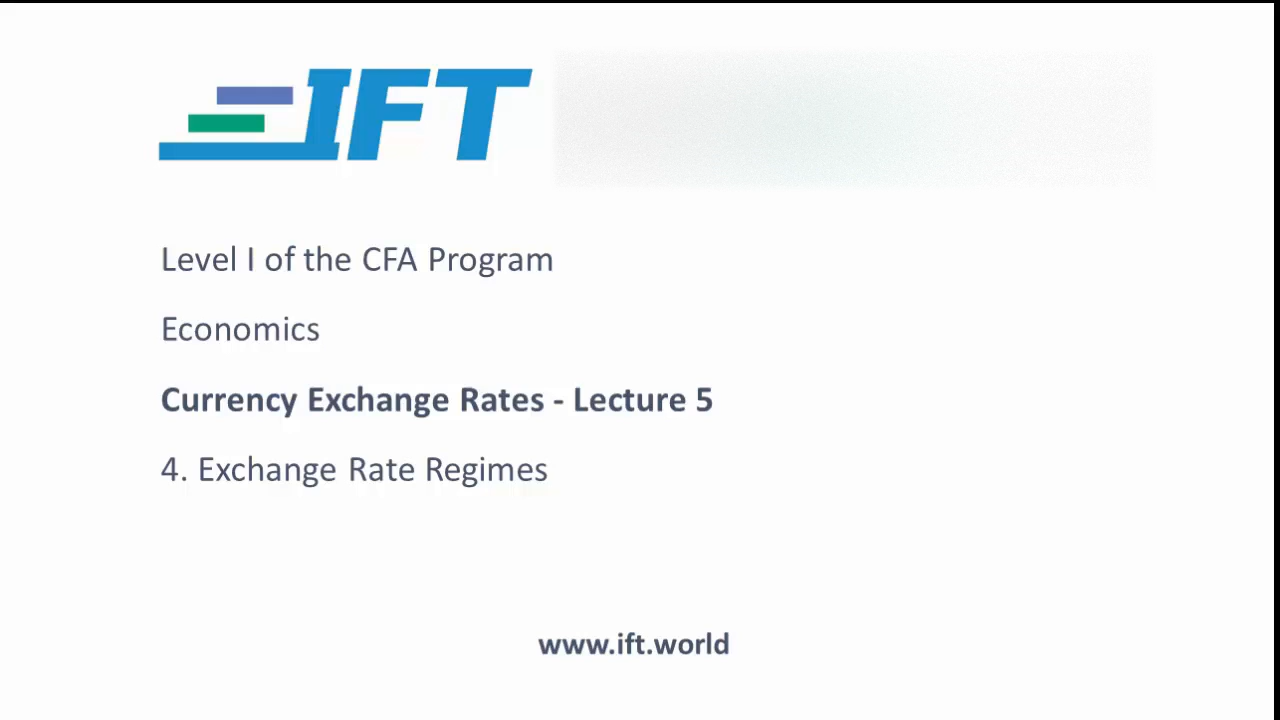 IFT
Level I of the CFA Program
Economics
Currency Exchange Rates - Lecture 5
4. Exchange Rate Regimes
www.ift.world